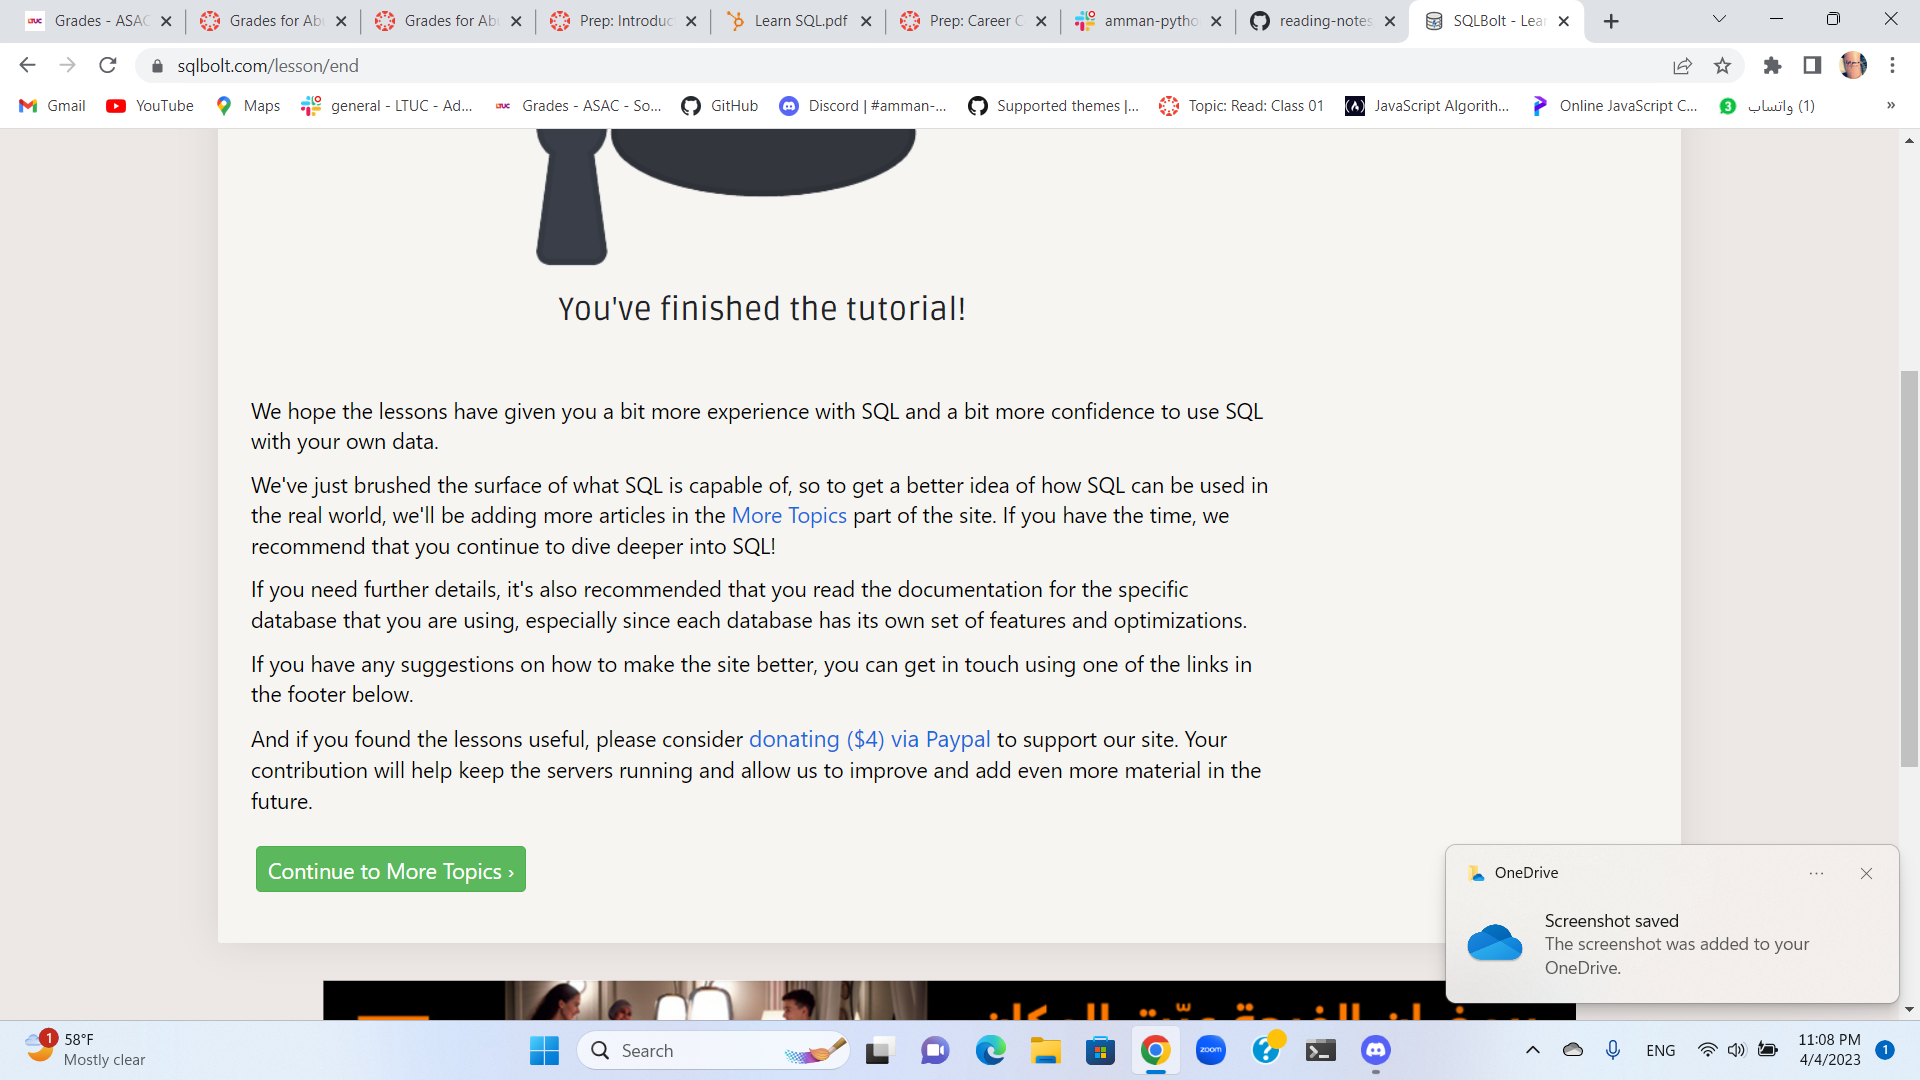 Grades - ASAC
Grades for Abu
Grades for Abu
Prep: Introduc
Learn SQL.pdf
Prep: Career C
amman-pytho
reading-notes
SQLBolt - Lear
sqlbolt.com/lesson/end
Gmail
YouTube
Maps
general - LTUC - Ad...
Grades - ASAC - So...
GitHub
Discord | #amman-...
Supported themes |...
Topic: Read: Class 01
JavaScript Algorith...
Online JavaScript C...
3
(1) واتساب
»
You've finished the tutorial!
We hope the lessons have given you a bit more experience with SQL and a bit more confidence to use SQL
with your own data.
We've just brushed the surface of what SQL is capable of, so to get a better idea of how SQL can be used in
the real world, we'll be adding more articles in the More Topics part of the site. If you have the time, we
recommend that you continue to dive deeper into SQL!
If you need further details, it's also recommended that you read the documentation for the specific
database that you are using, especially since each database has its own set of features and optimizations.
If you have any suggestions on how to make the site better, you can get in touch using one of the links in
the footer below.
And if you found the lessons useful, please consider donating ($4) via Paypal to support our site. Your
contribution will help keep the servers running and allow us to improve and add even more material in the
future.
Continue to More Topics ›
OneDrive
Screenshot saved
The screenshot was added to your
OneDrive.
1
58°F
Mostly clear
Search
zoom
ENG
11:08 PM
4/4/2023
1